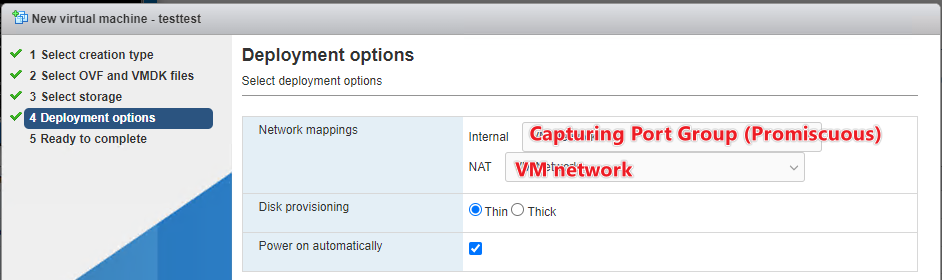 New virtual machine - testtest
1 Select creation type
2 Select OVF and VMDK files
3 Select storage
4 Deployment options
5 Ready to complete
Deployment options
Select deployment options
Network mappings
Internal
Capturing Port Group (Promiscuous)
NAT
VM network
Disk provisioning
Thin Thick
Power on automatically